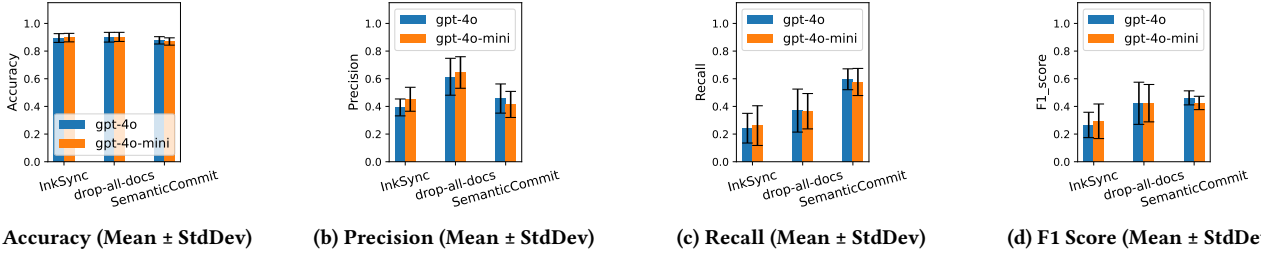 1.0
0.8
0.6
0.4
0.2
0.0
Accuracy
gpt-4o
gpt-4o-mini
InkSync
drop-all-docs
SemanticCommit
Accuracy (Mean ± StdDev)
1.0
0.8
0.6
0.4
0.2
0.0
Precision
gpt-4o
gpt-4o-mini
InkSync
drop-all-docs
SemanticCommit
(b) Precision (Mean ± StdDev)
1.0
0.8
0.6
0.4
0.2
0.0
Recall
gpt-4o
gpt-4o-mini
InkSync
drop-all-docs
SemanticCommit
(c) Recall (Mean ± StdDev)
1.0
0.8
0.6
0.4
0.2
0.0
F1_score
gpt-4o
gpt-4o-mini
InkSync
drop-all-docs
SemanticCommit
(d) F1 Score (Mean ± StdDe